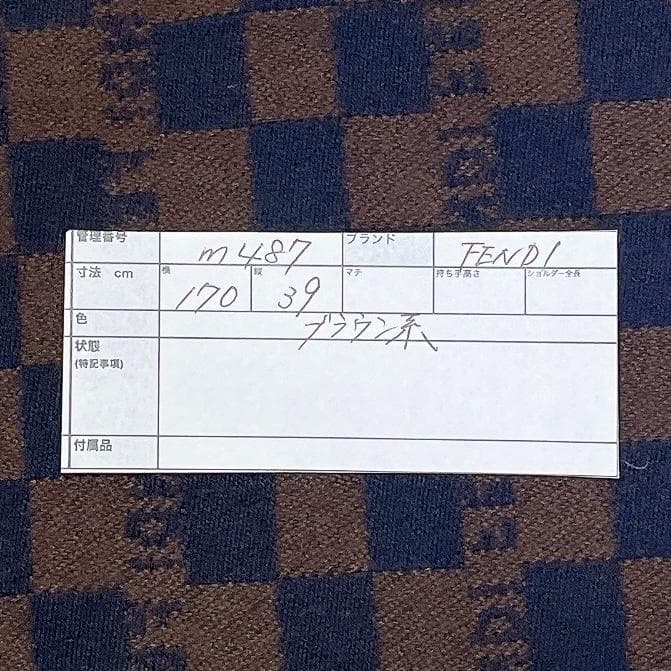 管理番号 m487 ブランド FENDI
寸法 cm 横 170 縦 39 マチ 持ち手高さ ショルダー全長
色 ブラウン系
状態
(特記事項)
付属品